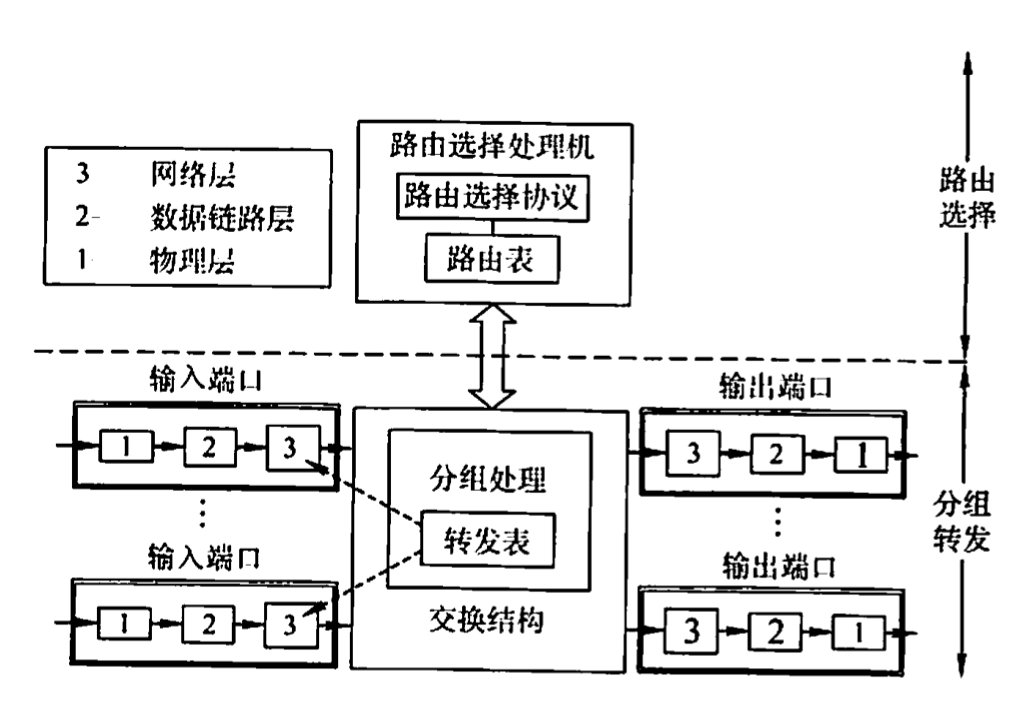 3 网络层
2 数据链路层
1 物理层
路由选择处理机
路由选择协议
路由表
路由
选择
输入端口
1 2 3
⋮
输入端口
1 2 3
分组处理
转发表
交换结构
输出端口
3 2 1
⋮
输出端口
3 2 1
分组
转发